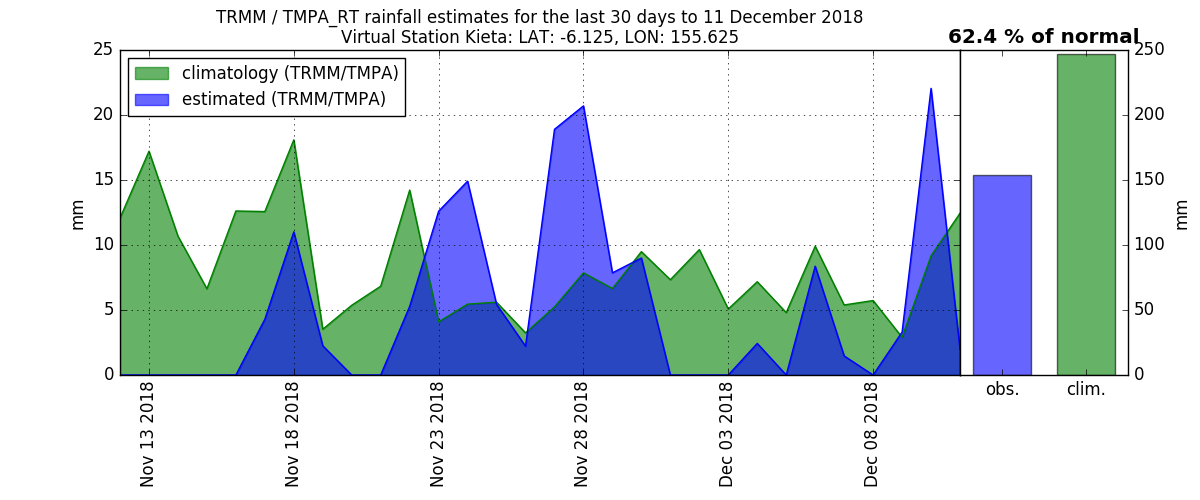 TRMM / TMPA_RT rainfall estimates for the last 30 days to 11 December 2018
Virtual Station Kieta: LAT: -6.125, LON: 155.625
62.4 % of normal
climatology (TRMM/TMPA)
estimated (TRMM/TMPA)
25
20
15
10
5
0
mm
Nov 13 2018
Nov 18 2018
Nov 23 2018
Nov 28 2018
Dec 03 2018
Dec 08 2018
250
200
150
100
50
0
mm
obs.
clim.